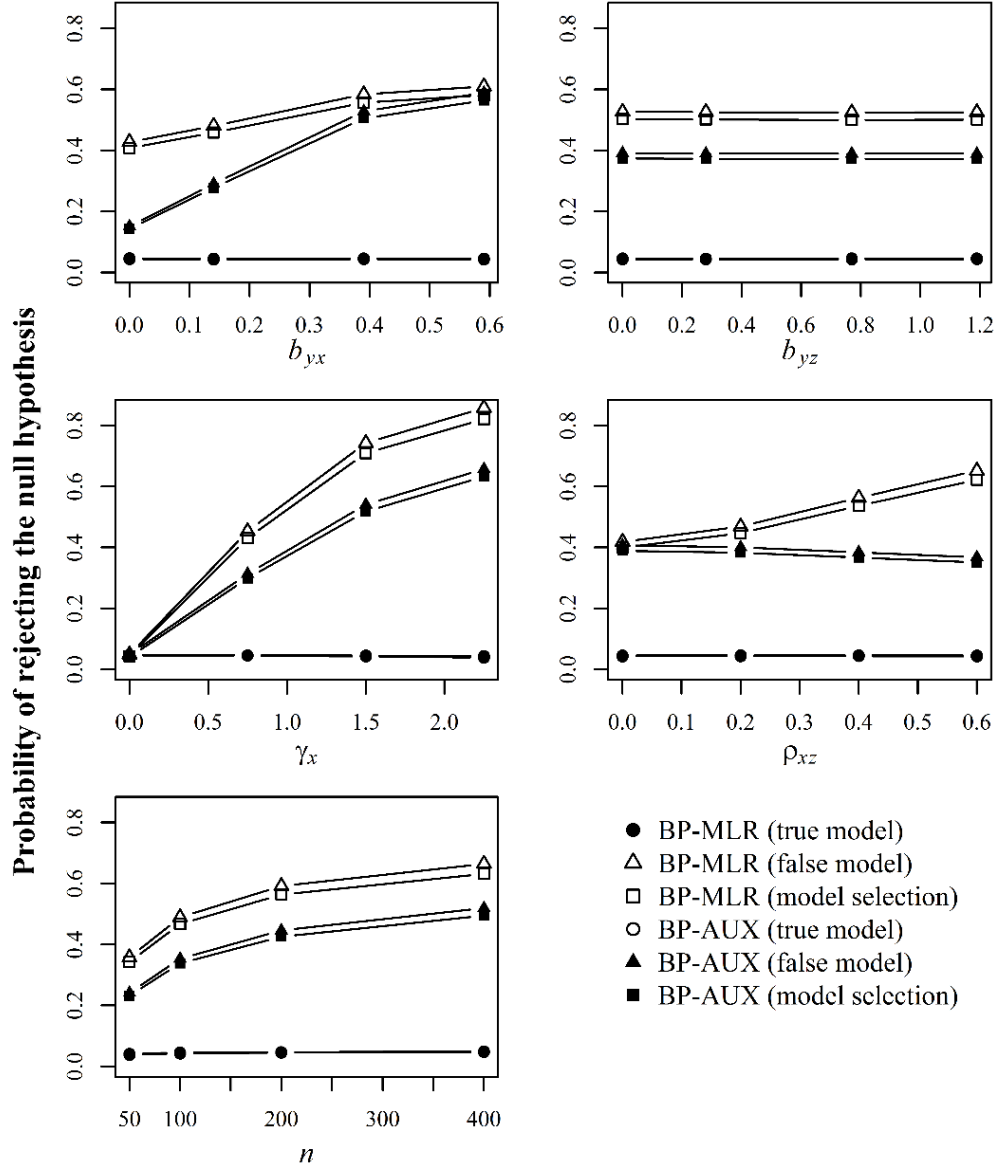 Probability of rejecting the null hypothesis
0.0 0.2 0.4 0.6 0.8
0.0 0.1 0.2 0.3 0.4 0.5 0.6
b yx
0.0 0.2 0.4 0.6 0.8
0.0 0.2 0.4 0.6 0.8 1.0 1.2
b yz
0.0 0.2 0.4 0.6 0.8
0.0 0.5 1.0 1.5 2.0
γx
0.0 0.2 0.4 0.6 0.8
0.0 0.1 0.2 0.3 0.4 0.5 0.6
ρxz
0.0 0.2 0.4 0.6 0.8
50 100 200 300 400
n
BP-MLR (true model)
BP-MLR (false model)
BP-MLR (model selection)
BP-AUX (true model)
BP-AUX (false model)
BP-AUX (model selection)